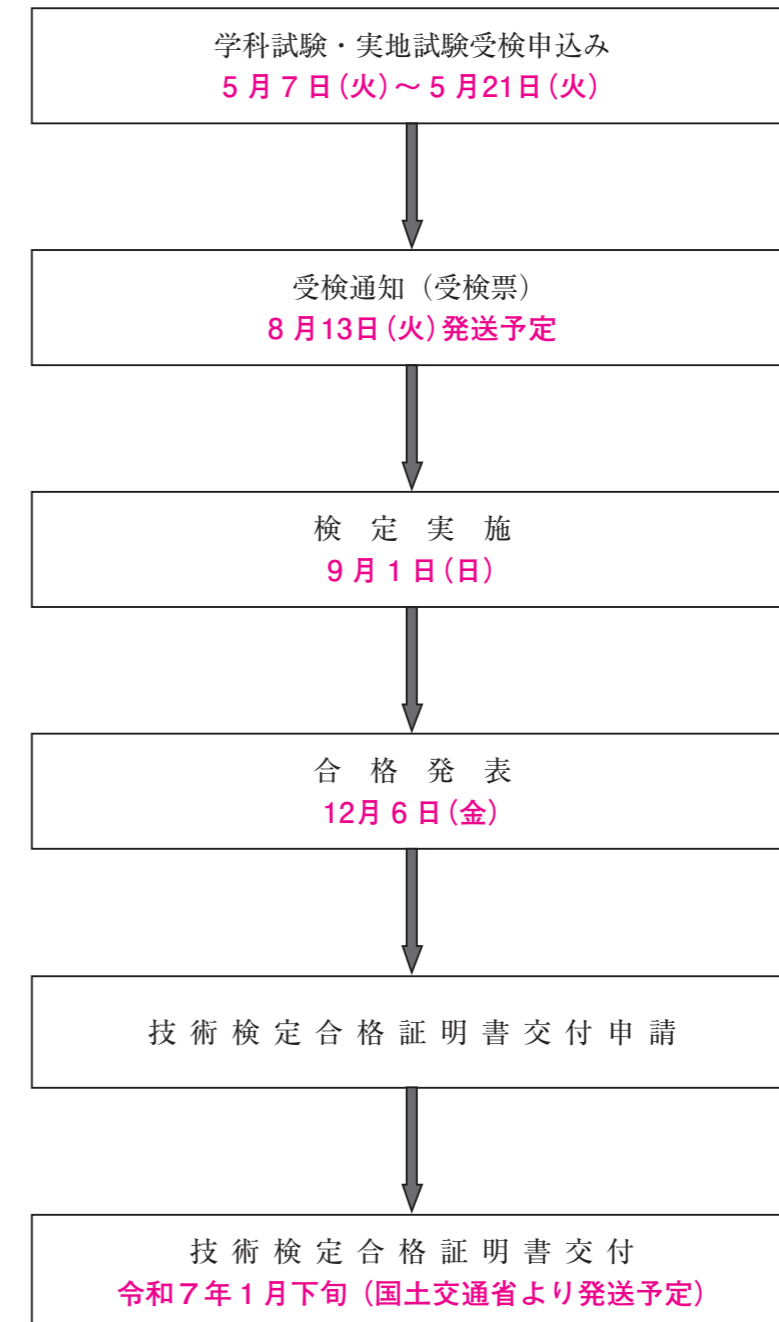 学科試験・実地試験受検申込み
5月7日(火)～5月21日(火)
受検通知(受検票)
8月13日(火)発送予定
検定実施
9月1日(日)
合格発表
12月6日(金)
技術検定合格証明書交付申請
技術検定合格証明書交付
令和7年1月下旬(国土交通省より発送予定)